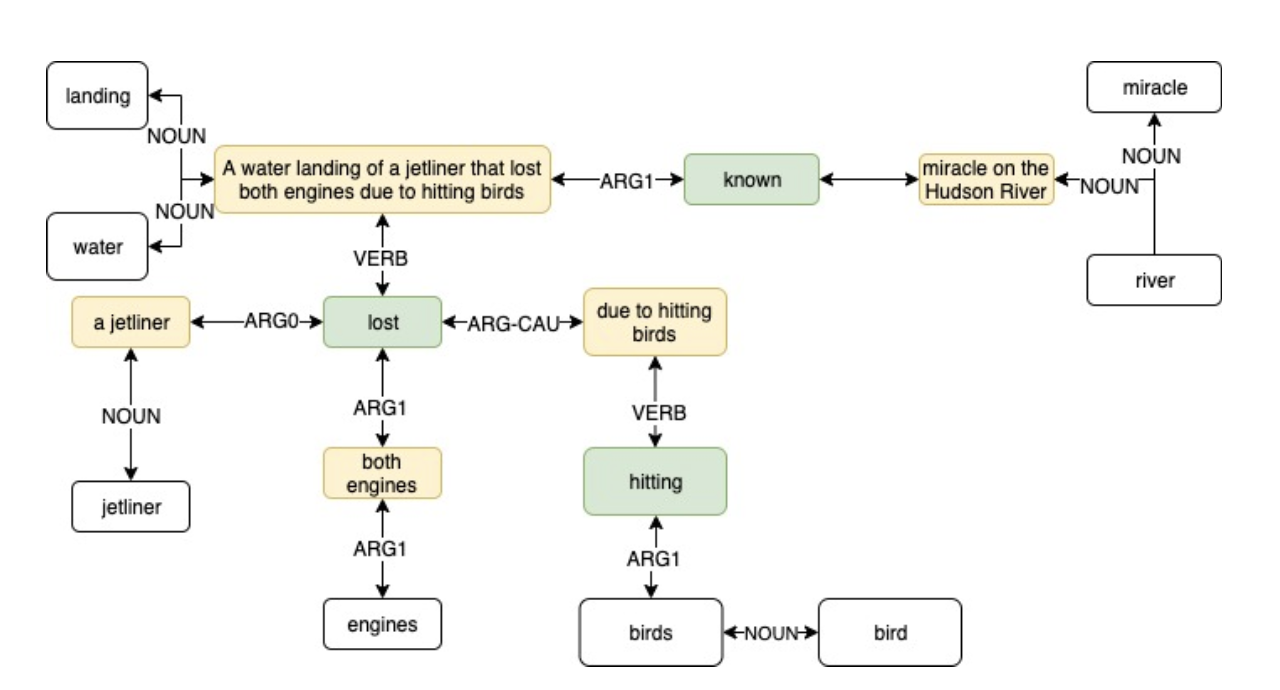 miracle
landing
NOUN
NOUN
A water landing of a jetliner that lost
both engines due to hitting birds
ARG1
known
miracle on the
Hudson River
NOUN
NOUN
water
VERB
river
a jetliner
ARG0
lost
ARG-CAU
due to hitting
birds
NOUN
ARG1
VERB
both
engines
hitting
jetliner
ARG1
ARG1
engines
birds
NOUN
bird